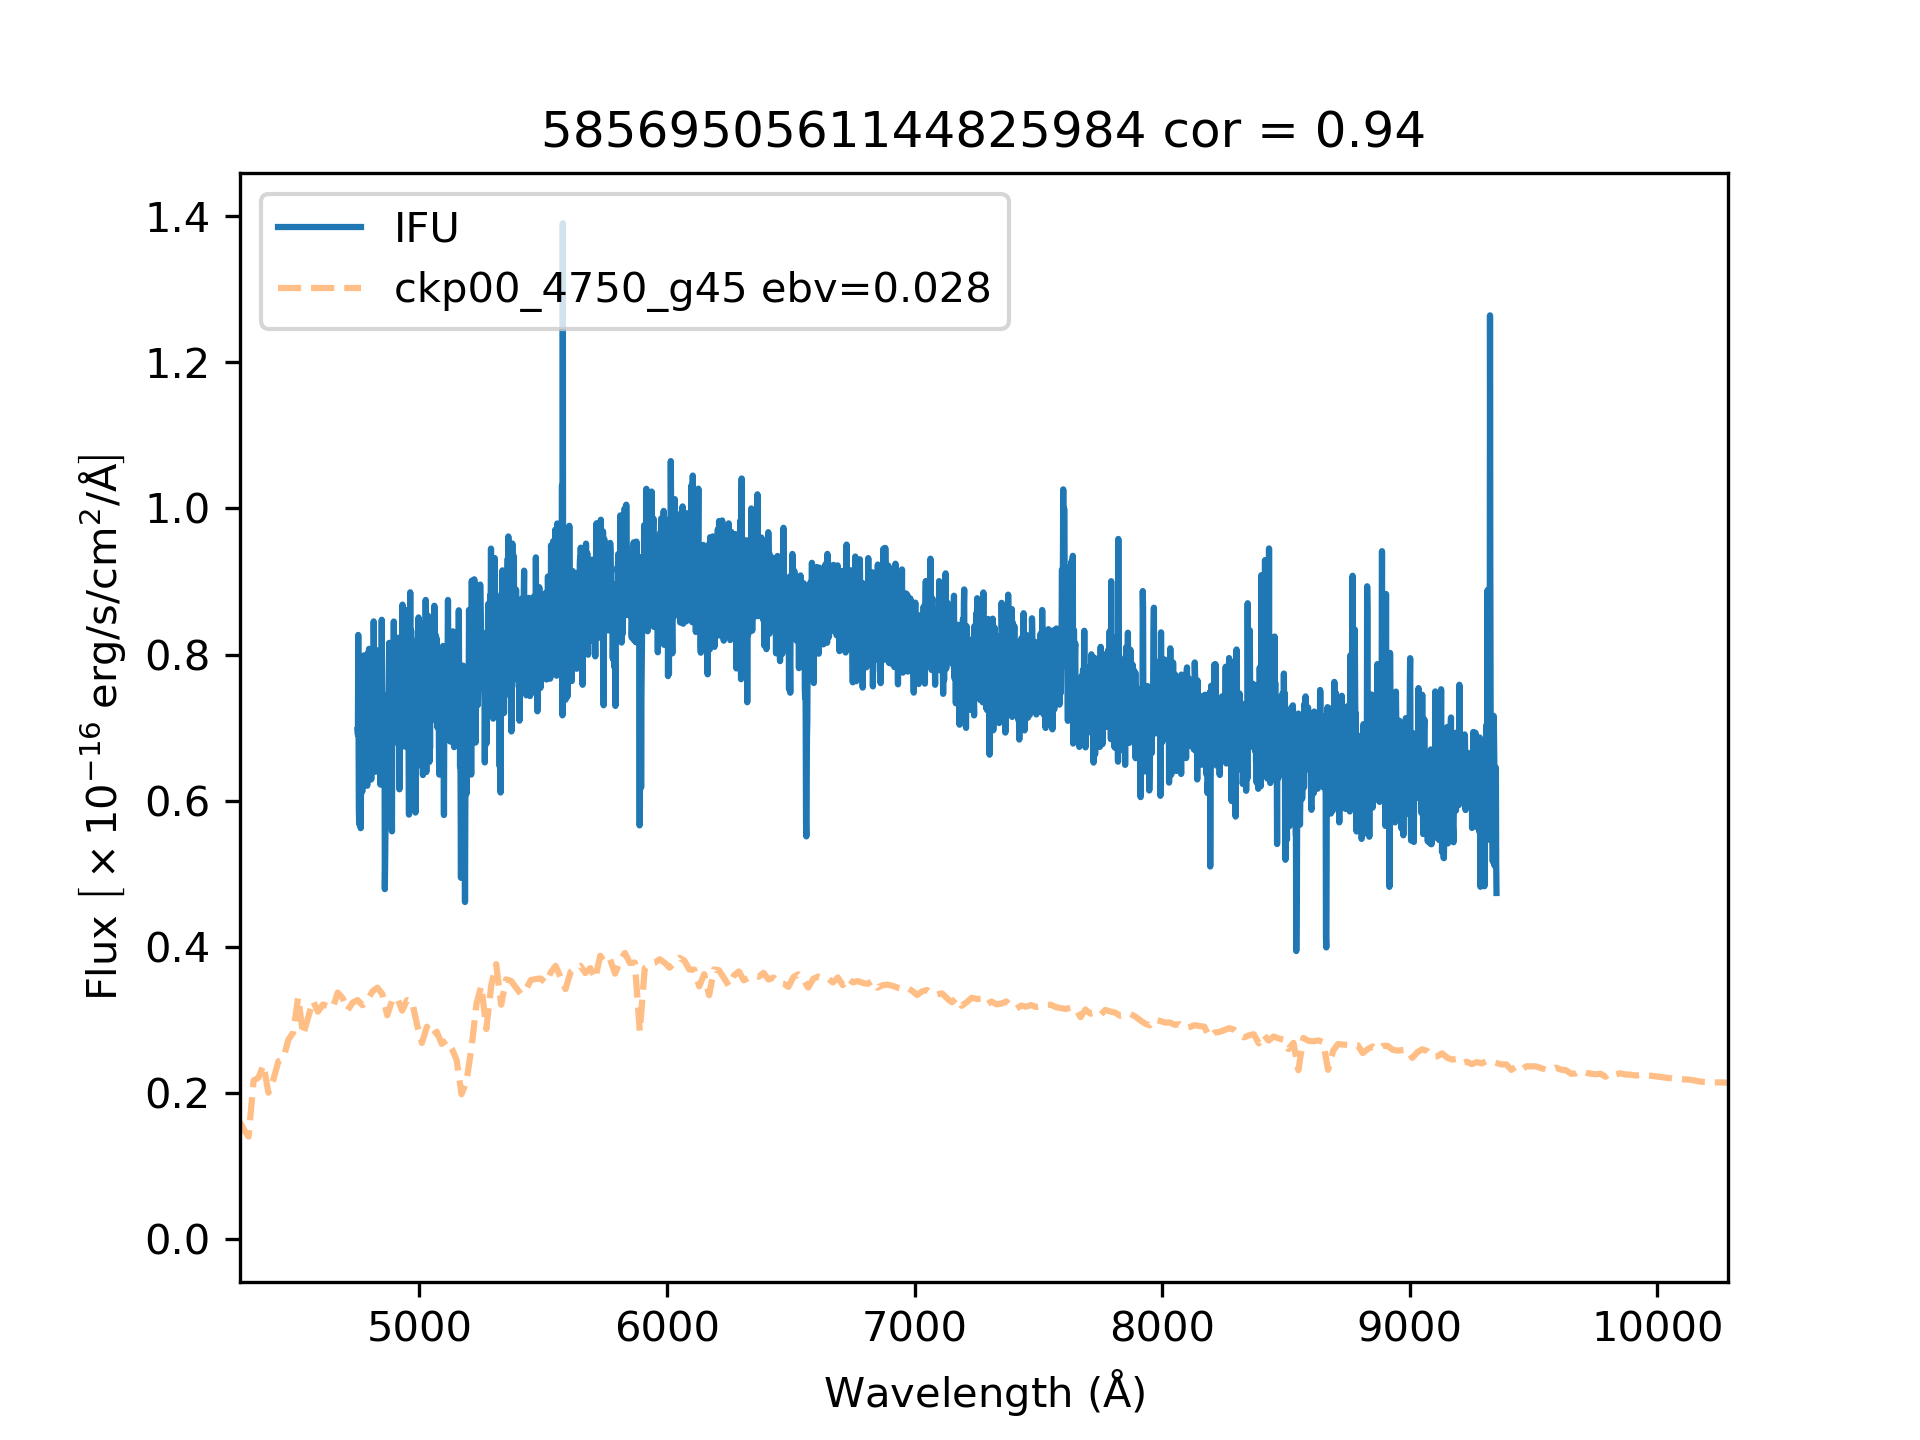 5856950561144825984 cor = 0.94
IFU
ckp00_4750_g45 ebv=0.028
1.4
1.2
1.0
0.8
0.6
0.4
0.2
0.0
Flux [×10⁻¹⁶ erg/s/cm²/Å]
5000 6000 7000 8000 9000 10000
Wavelength (Å)